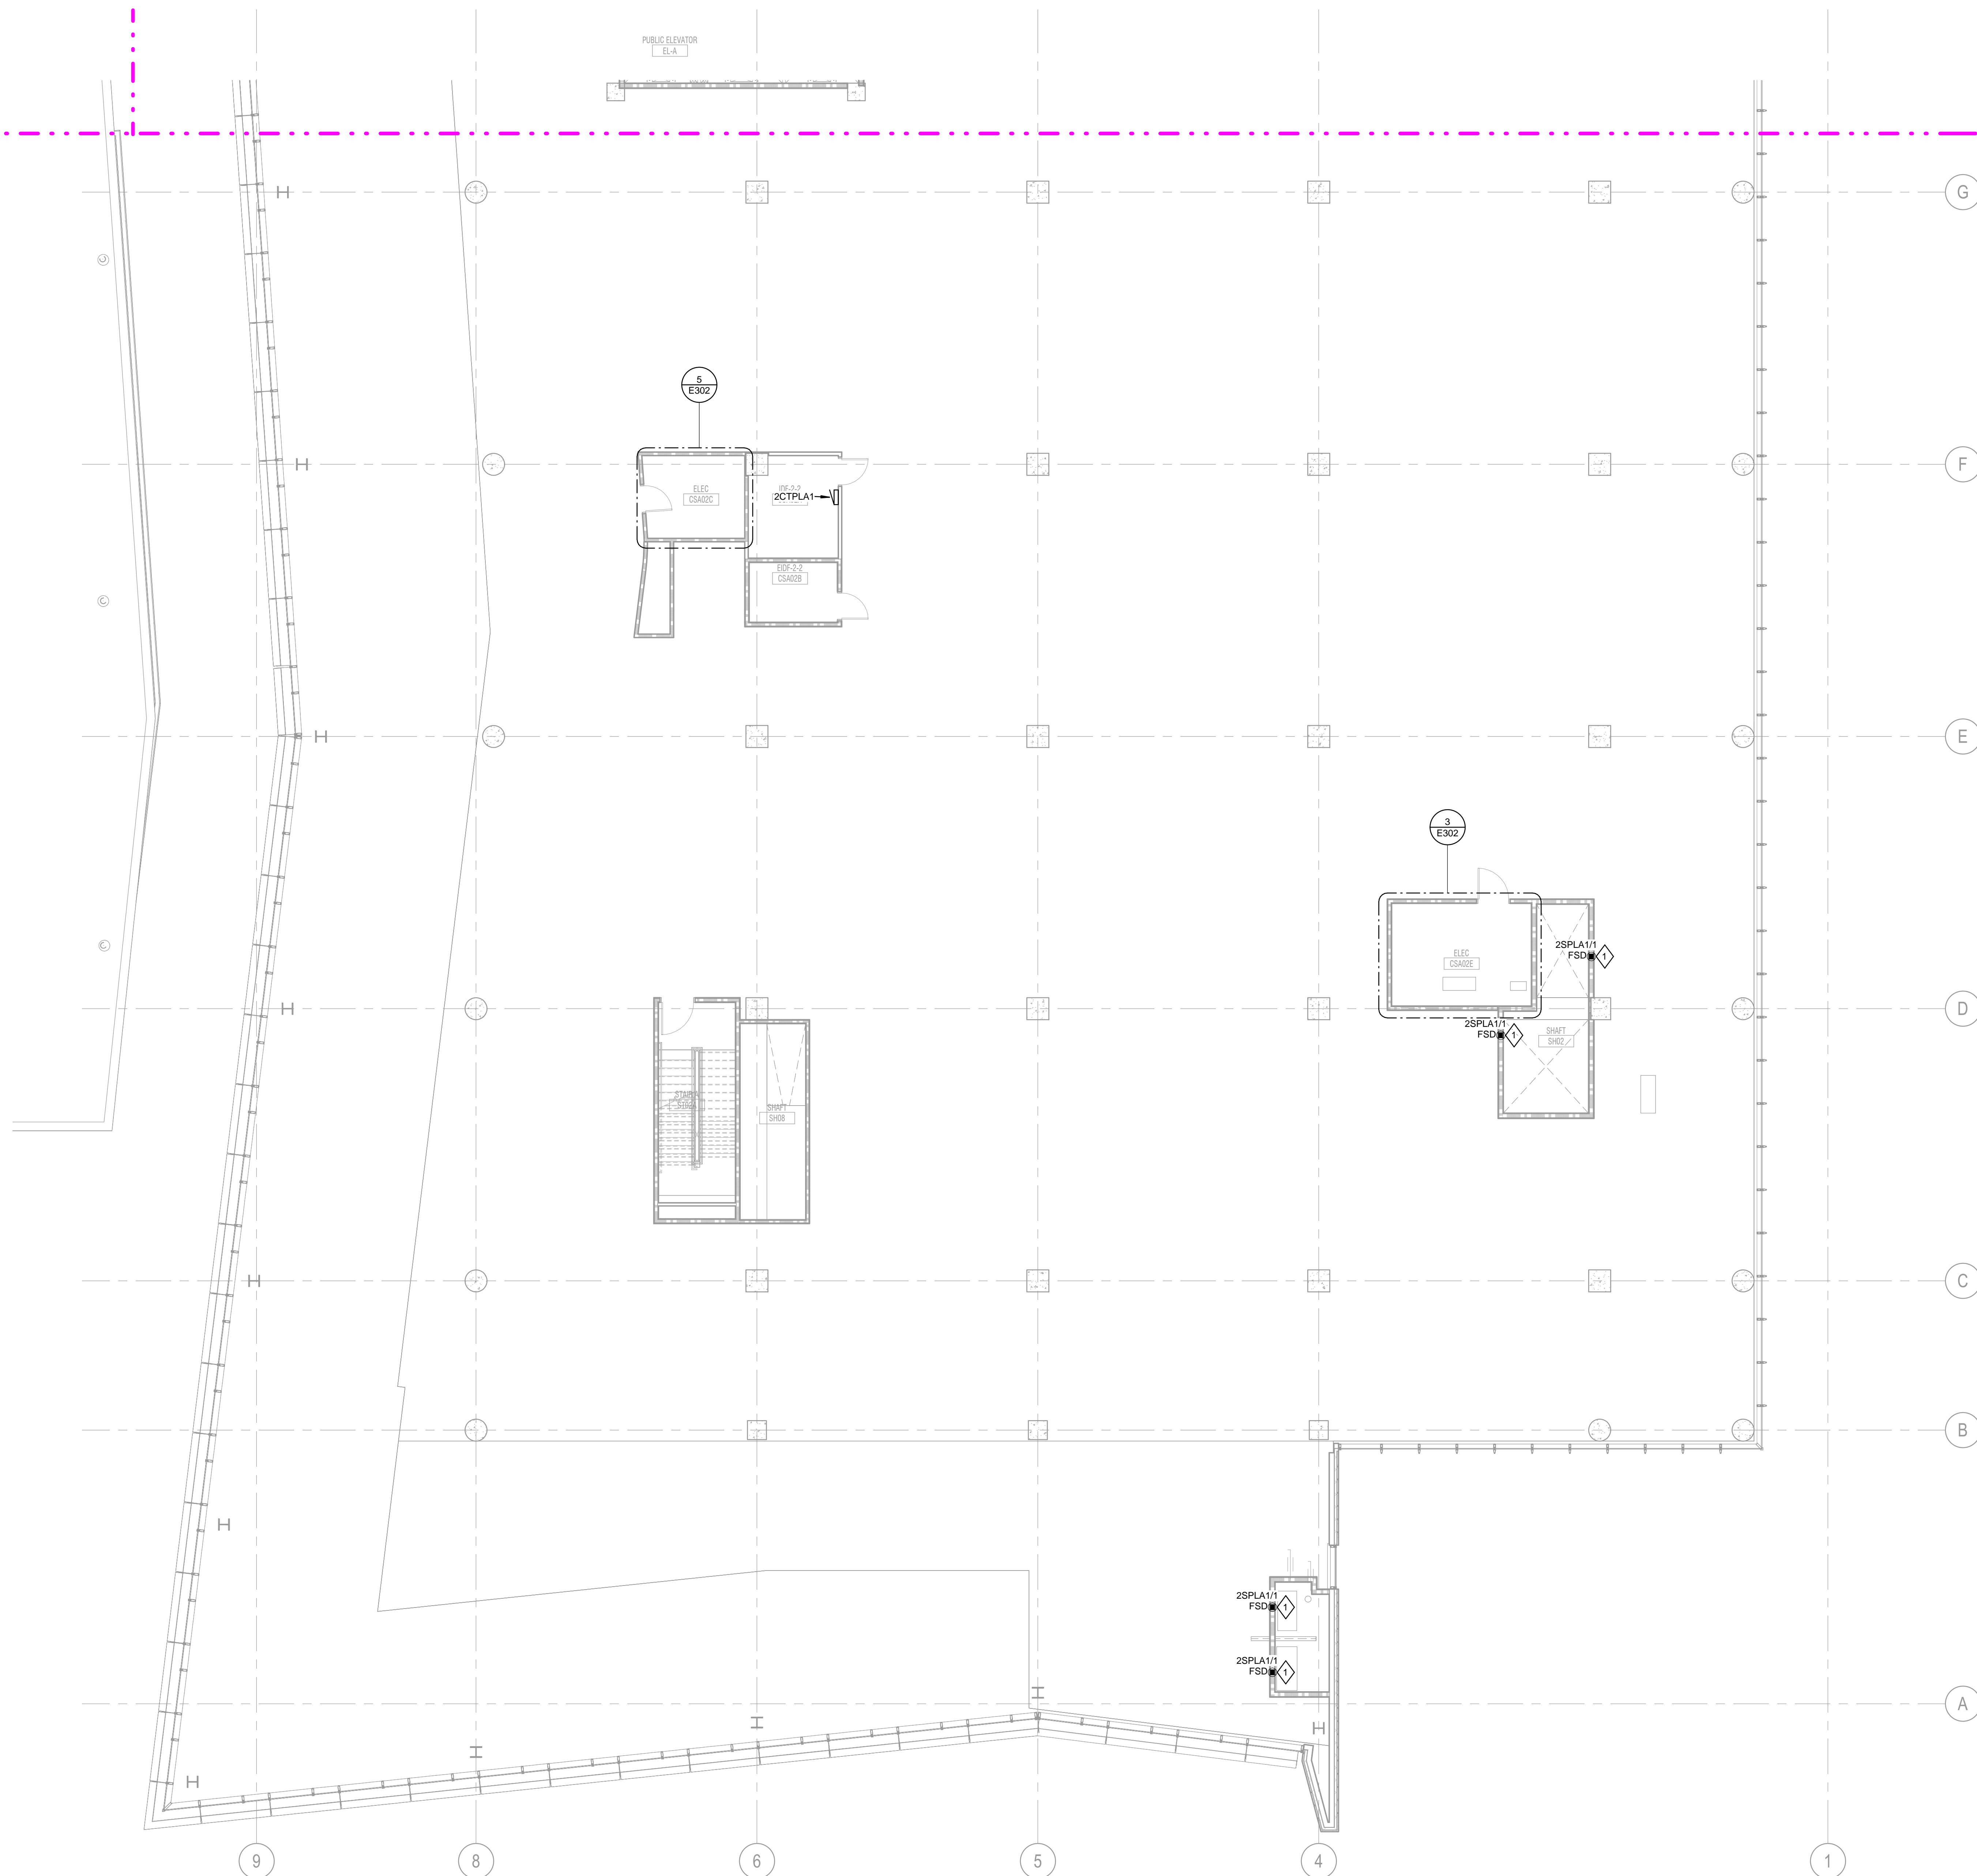 PUBLIC ELEVATOR
EL-A
G
5
E302
F
ELEC
CSA02C
IDF-2-2
2CTPLA1
EIDF-2-2
CSA02B
E
3
E302
ELEC
CSA02E
2SPLA1/1
FSD
1
D
2SPLA1/1
FSD
1
SHAFT
SH02
SHAFT
SH08
C
B
2SPLA1/1
FSD
1
2SPLA1/1
FSD
1
A
9
8
6
5
4
1